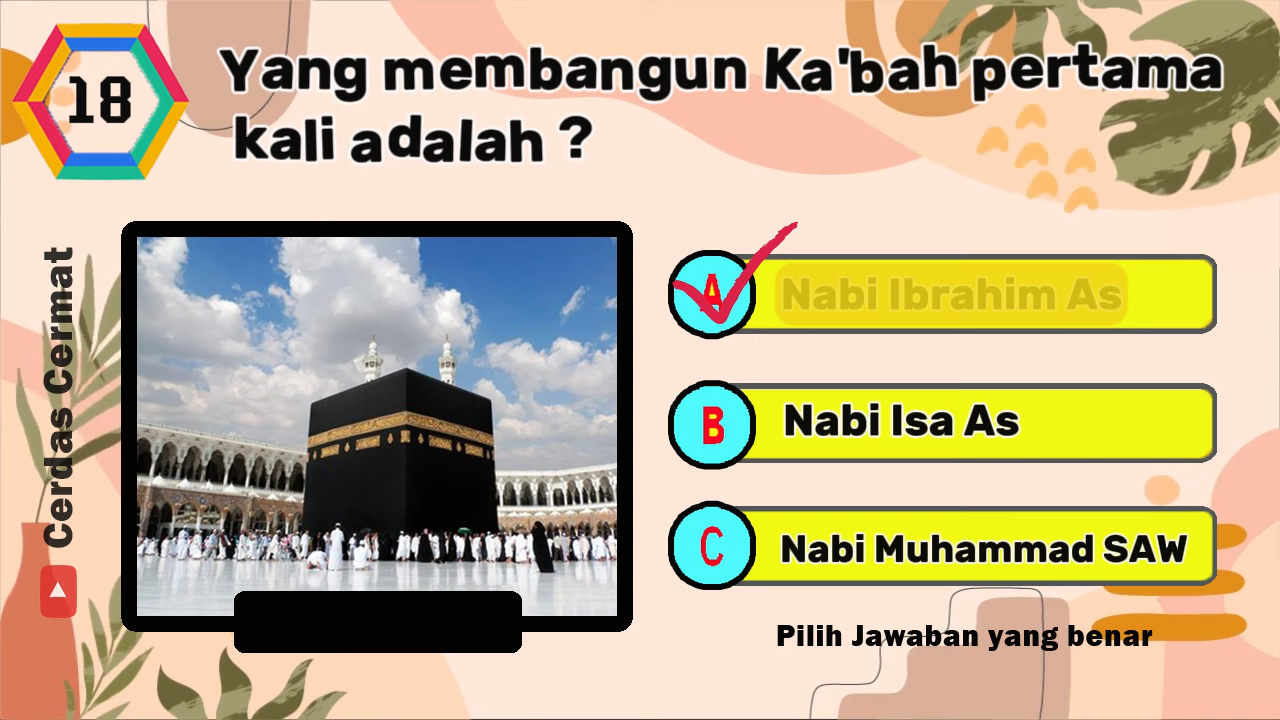 18
Yang membangun Ka'bah pertama
kali adalah ?
Cerdas Cermat
A
Nabi Ibrahim As
B
Nabi Isa As
C
Nabi Muhammad SAW
Pilih Jawaban yang benar